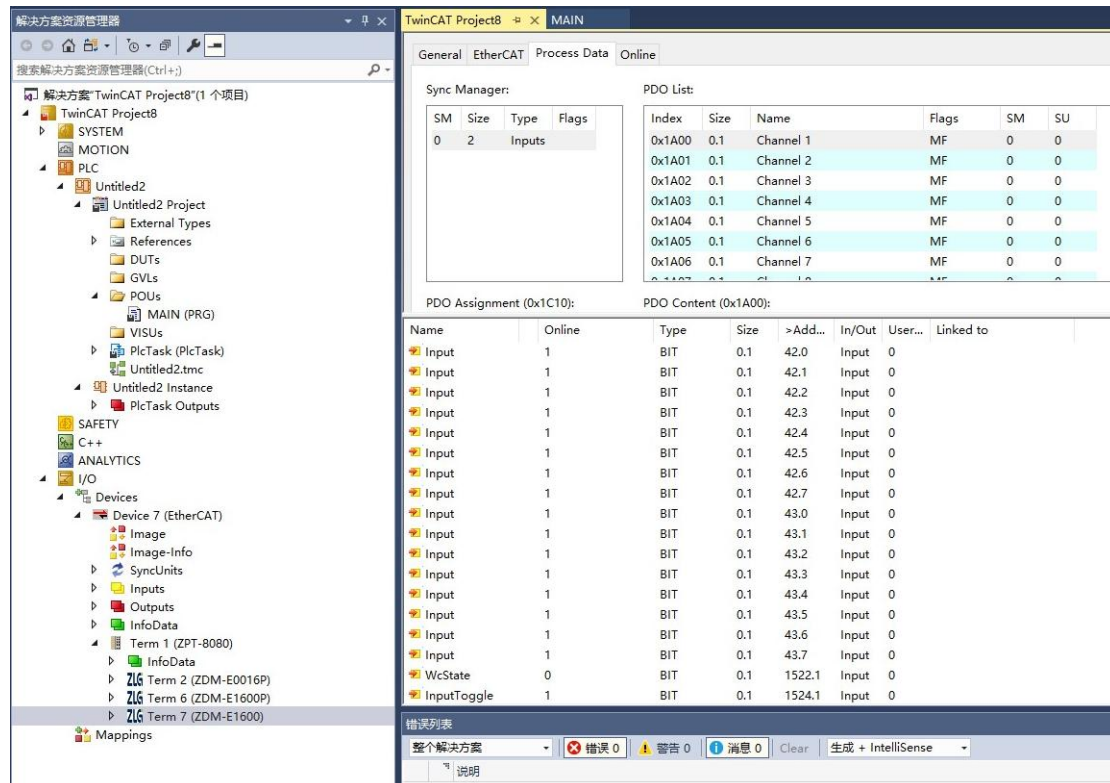 解决方案资源管理器
搜索解决方案资源管理器(Ctrl+;)
解决方案"TwinCAT Project8"(1 个项目)
TwinCAT Project8
SYSTEM
MOTION
PLC
Untitled2
Untitled2 Project
External Types
References
DUTs
GVLs
POUs
MAIN (PRG)
VISUs
PlcTask (PlcTask)
Untitled2.tmc
Untitled2 Instance
PlcTask Outputs
SAFETY
C++
ANALYTICS
I/O
Devices
Device 7 (EtherCAT)
Image
Image-Info
SyncUnits
Inputs
Outputs
InfoData
Term 1 (ZPT-8080)
InfoData
ZLG Term 2 (ZDM-E0016P)
ZLG Term 6 (ZDM-E1600P)
ZLG Term 7 (ZDM-E1600)
Mappings
TwinCAT Project8 MAIN
General EtherCAT Process Data Online
Sync Manager:
SM Size Type Flags
0 2 Inputs
PDO List:
Index Size Name Flags SM SU
0x1A00 0.1 Channel 1 MF 0 0
0x1A01 0.1 Channel 2 MF 0 0
0x1A02 0.1 Channel 3 MF 0 0
0x1A03 0.1 Channel 4 MF 0 0
0x1A04 0.1 Channel 5 MF 0 0
0x1A05 0.1 Channel 6 MF 0 0
0x1A06 0.1 Channel 7 MF 0 0
PDO Assignment (0x1C10): PDO Content (0x1A00):
Name Online Type Size >Add... In/Out User... Linked to
Input 1 BIT 0.1 42.0 Input 0
Input 1 BIT 0.1 42.1 Input 0
Input 1 BIT 0.1 42.2 Input 0
Input 1 BIT 0.1 42.3 Input 0
Input 1 BIT 0.1 42.4 Input 0
Input 1 BIT 0.1 42.5 Input 0
Input 1 BIT 0.1 42.6 Input 0
Input 1 BIT 0.1 42.7 Input 0
Input 1 BIT 0.1 43.0 Input 0
Input 1 BIT 0.1 43.1 Input 0
Input 1 BIT 0.1 43.2 Input 0
Input 1 BIT 0.1 43.3 Input 0
Input 1 BIT 0.1 43.4 Input 0
Input 1 BIT 0.1 43.5 Input 0
Input 1 BIT 0.1 43.6 Input 0
Input 1 BIT 0.1 43.7 Input 0
WcState 0 BIT 0.1 1522.1 Input 0
InputToggle 1 BIT 0.1 1524.1 Input 0
错误列表
整个解决方案 错误 0 警告 0 消息 0 Clear 生成 + IntelliSense
说明